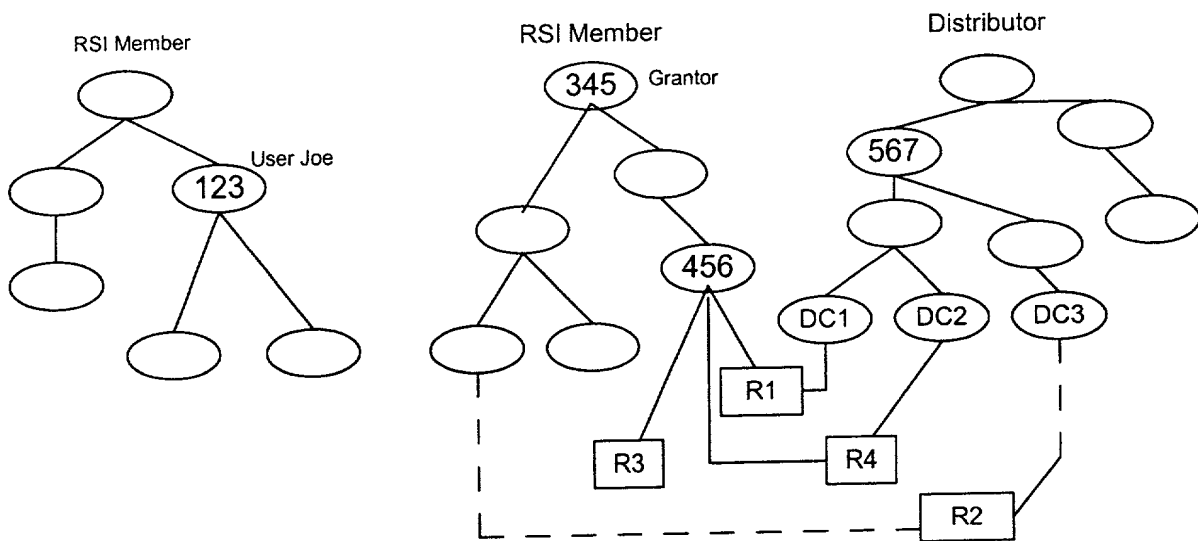 RSI Member
RSI Member
Distributor
345
Grantor
User Joe
123
567
456
DC1
DC2
DC3
R1
R3
R4
R2